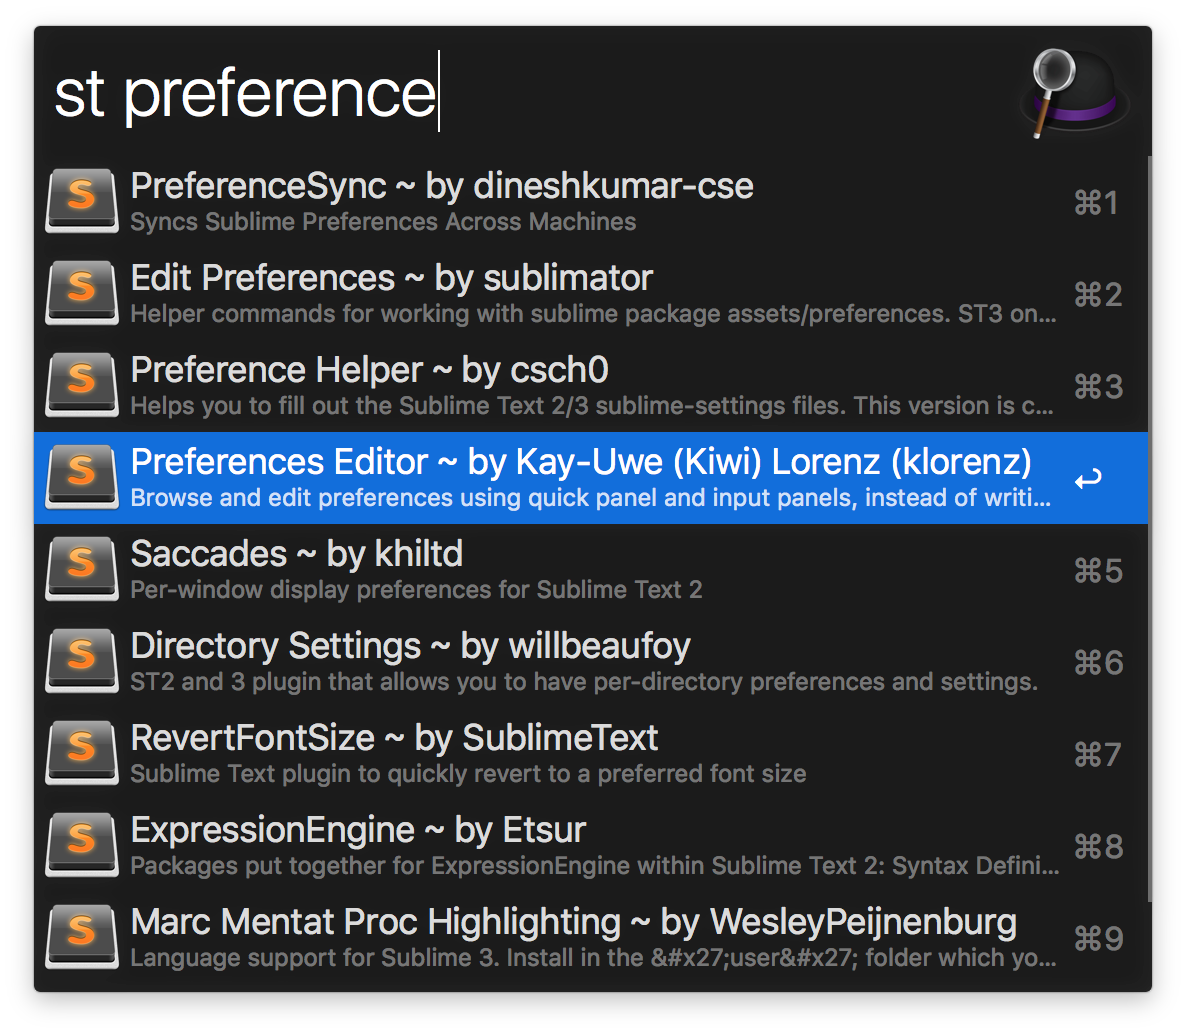 st preference
PreferenceSync ~ by dineshkumar-cse
Syncs Sublime Preferences Across Machines
⌘1
Edit Preferences ~ by sublimator
Helper commands for working with sublime package assets/preferences. ST3 on...
⌘2
Preference Helper ~ by csch0
Helps you to fill out the Sublime Text 2/3 sublime-settings files. This version is c...
⌘3
Preferences Editor ~ by Kay-Uwe (Kiwi) Lorenz (klorenz)
Browse and edit preferences using quick panel and input panels, instead of writi...
↩
Saccades ~ by khiltd
Per-window display preferences for Sublime Text 2
⌘5
Directory Settings ~ by willbeaufoy
ST2 and 3 plugin that allows you to have per-directory preferences and settings.
⌘6
RevertFontSize ~ by SublimeText
Sublime Text plugin to quickly revert to a preferred font size
⌘7
ExpressionEngine ~ by Etsur
Packages put together for ExpressionEngine within Sublime Text 2: Syntax Defini...
⌘8
Marc Mentat Proc Highlighting ~ by WesleyPeijnenburg
Language support for Sublime 3. Install in the &#x27;user&#x27; folder which yo...
⌘9